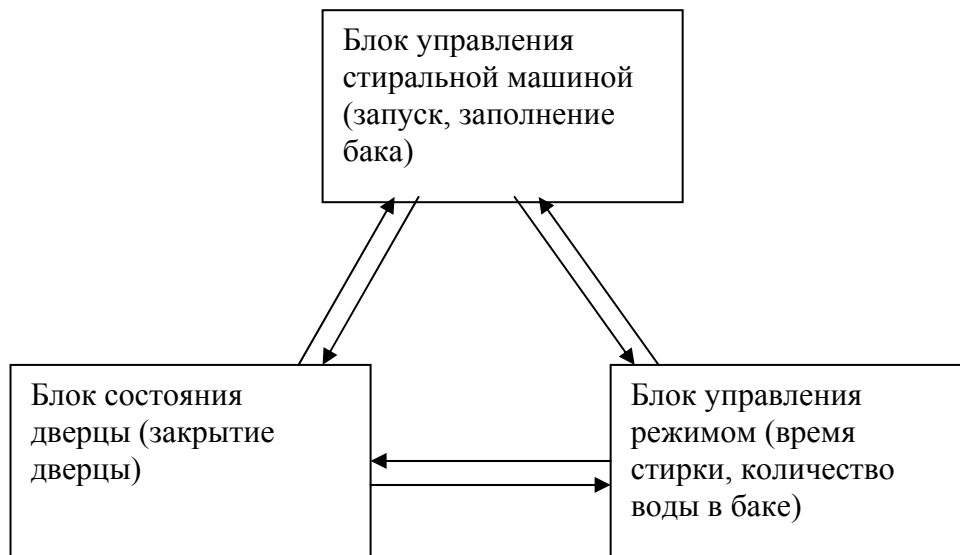 Блок управления
стиральной машиной
(запуск, заполнение
бака)
Блок состояния
дверцы (закрытие
дверцы)
Блок управления
режимом (время
стирки, количество
воды в баке)